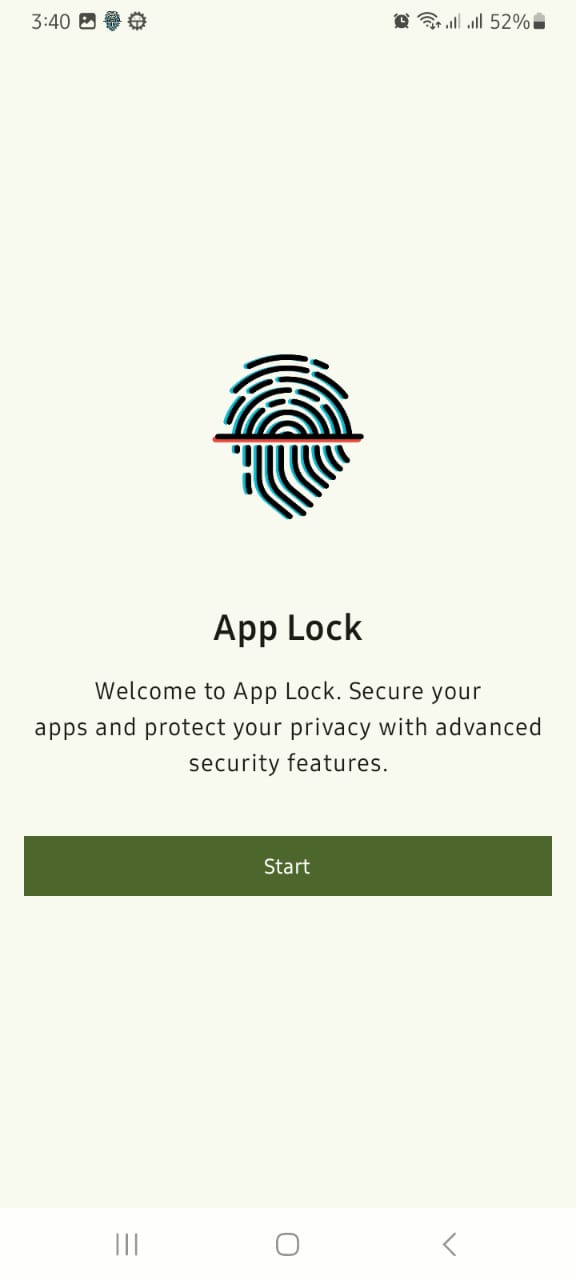 3:40 52%
App Lock
Welcome to App Lock. Secure your
apps and protect your privacy with advanced
security features.
Start